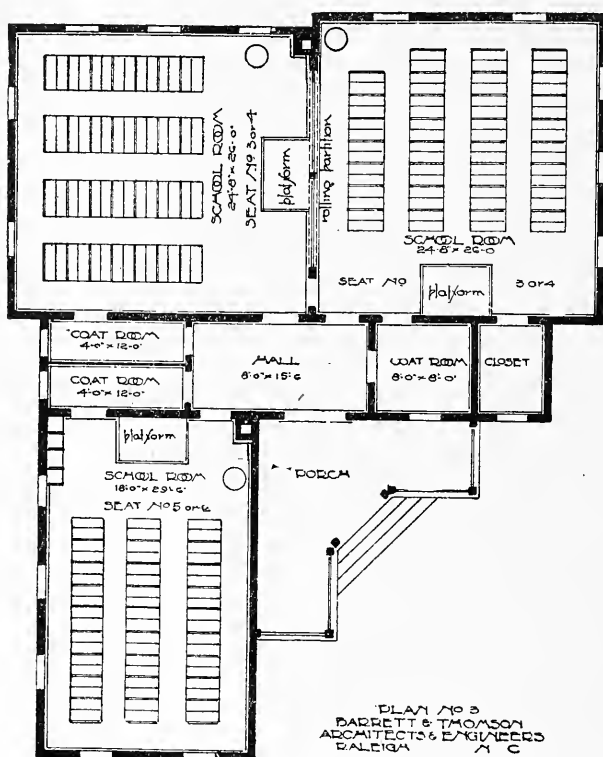 SCHOOL ROOM
24'-8" × 26'-0"
SEAT No 3 or 4
platform
rolling partition
SCHOOL ROOM
24'-8" × 26'-0
SEAT No 3 or 4
platform
COAT ROOM
4'-0" × 12'-0"
COAT ROOM
4'-0" × 12'-0"
HALL
8'-0" × 15'-6
COAT ROOM
8'-0" × 8'-0"
CLOSET
platform
SCHOOL ROOM
18'-0" × 29'-6"
SEAT No 5 or 6
PORCH
PLAN No 3
BARRETT & THOMSON
ARCHITECTS & ENGINEERS
RALEIGH N C